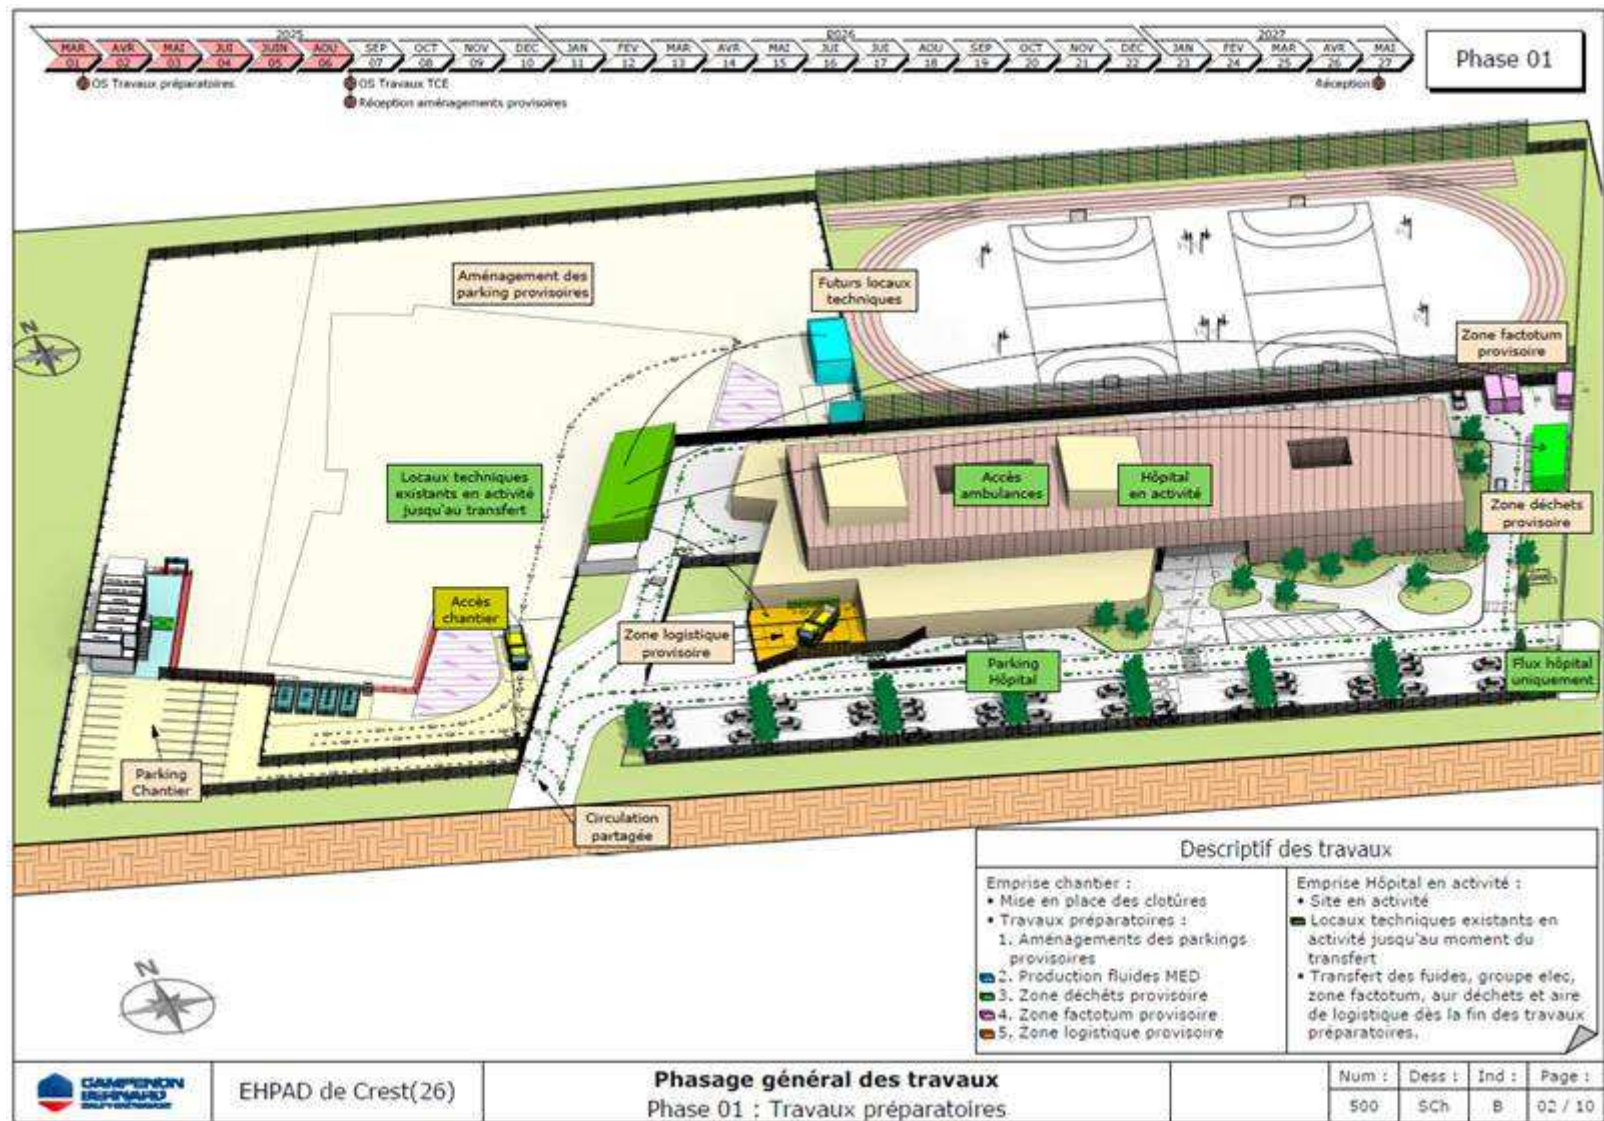 2025
2026
2027
MAR AVR MAI JUI JUIN AOU SEP OCT NOV DEC JAN FEV MAR AVR MAI JUI JUI AOU SEP OCT NOV DEC JAN FEV MAR AVR MAI
01 02 03 04 05 06 07 08 09 10 11 12 13 14 15 16 17 18 19 20 21 22 23 24 25 26 27
OS Travaux préparatoires
OS Travaux TCE
Réception aménagements provisoires
Réception
Phase 01
Aménagement des
parking provisoires
Futurs locaux
techniques
Zone factotum
provisoire
N
Locaux techniques
existants en activité
jusqu'au transfert
Accès
ambulances
Hôpital
en activité
Zone déchets
provisoire
Accès
chantier
Zone logistique
provisoire
Parking
Hôpital
Flux hôpital
uniquement
Parking
Chantier
Circulation
partagée
N
Descriptif des travaux
Emprise chantier :
• Mise en place des clotûres
• Travaux préparatoires :
1. Aménagements des parkings
provisoires
2. Production fluides MED
3. Zone déchêts provisoire
4. Zone factotum provisoire
5. Zone logistique provisoire
Emprise Hôpital en activité :
• Site en activité
Locaux techniques existants en
activité jusqu'au moment du
transfert
• Transfert des fuides, groupe elec,
zone factotum, aur déchets et aire
de logistique dès la fin des travaux
préparatoires.
CAMPENON
BERNARD
EHPAD de Crest(26)
Phasage général des travaux
Phase 01 : Travaux préparatoires
Num : Dess : Ind : Page :
500 SCh B 02 / 10